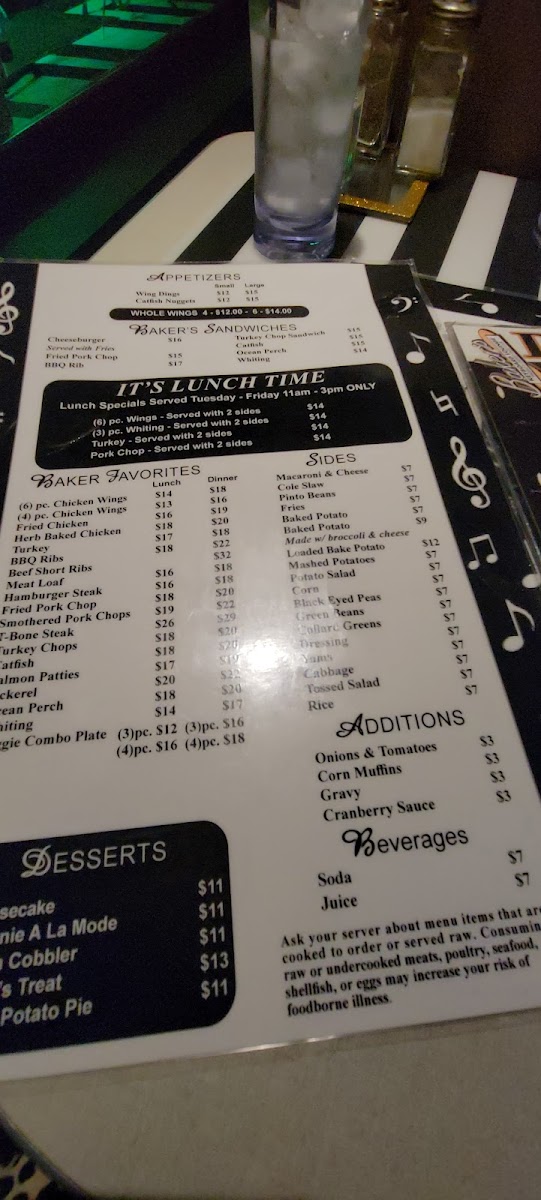 APPETIZERS
Small Large
Wing Dings $12 $15
Catfish Nuggets $12 $15
WHOLE WINGS 4 - $12.00 - 6 - $14.00
BAKER'S SANDWICHES
Cheeseburger $16
Served with Fries
Fried Pork Chop $15
BBQ Rib $17
Turkey Chop Sandwich $15
Catfish $15
Ocean Perch $15
Whiting $14
IT'S LUNCH TIME
Lunch Specials Served Tuesday - Friday 11am - 3pm ONLY
(6) pc. Wings - Served with 2 sides $14
(3) pc. Whiting - Served with 2 sides $14
Turkey - Served with 2 sides $14
Pork Chop - Served with 2 sides $14
BAKER FAVORITES
Lunch Dinner
(6) pc. Chicken Wings $14 $18
(4) pc. Chicken Wings $13 $16
Fried Chicken $16 $19
Herb Baked Chicken $18 $20
Turkey $17 $18
BBQ Ribs $18 $22
Beef Short Ribs $32
Meat Loaf $16 $18
Hamburger Steak $16 $18
Fried Pork Chop $18 $20
Smothered Pork Chops $19 $22
T-Bone Steak $26 $29
Turkey Chops $18 $20
atfish $18
almon Patties $17 $19
ckerel $20
cean Perch $18 $20
hiting $14 $17
ggie Combo Plate (3)pc. $12 (3)pc. $16
(4)pc. $16 (4)pc. $18
SIDES
Macaroni & Cheese $7
Cole Slaw $7
Pinto Beans $7
Fries $7
Baked Potato $7
Baked Potato $9
Made w/ broccoli & cheese
Loaded Bake Potato $12
Mashed Potatoes $7
Potato Salad $7
Corn $7
Black Eyed Peas $7
Green Beans $7
Collard Greens $7
Dressing $7
Yams $7
Cabbage $7
Tossed Salad $7
Rice $7
ADDITIONS
Onions & Tomatoes $3
Corn Muffins $3
Gravy $3
Cranberry Sauce $3
Beverages
Soda $7
Juice $7
Ask your server about menu items that are
cooked to order or served raw. Consuming
raw or undercooked meats, poultry, seafood,
shellfish, or eggs may increase your risk of
foodborne illness.
DESSERTS
secake $11
nie A La Mode $11
Cobbler $11
's Treat $13
Potato Pie $11